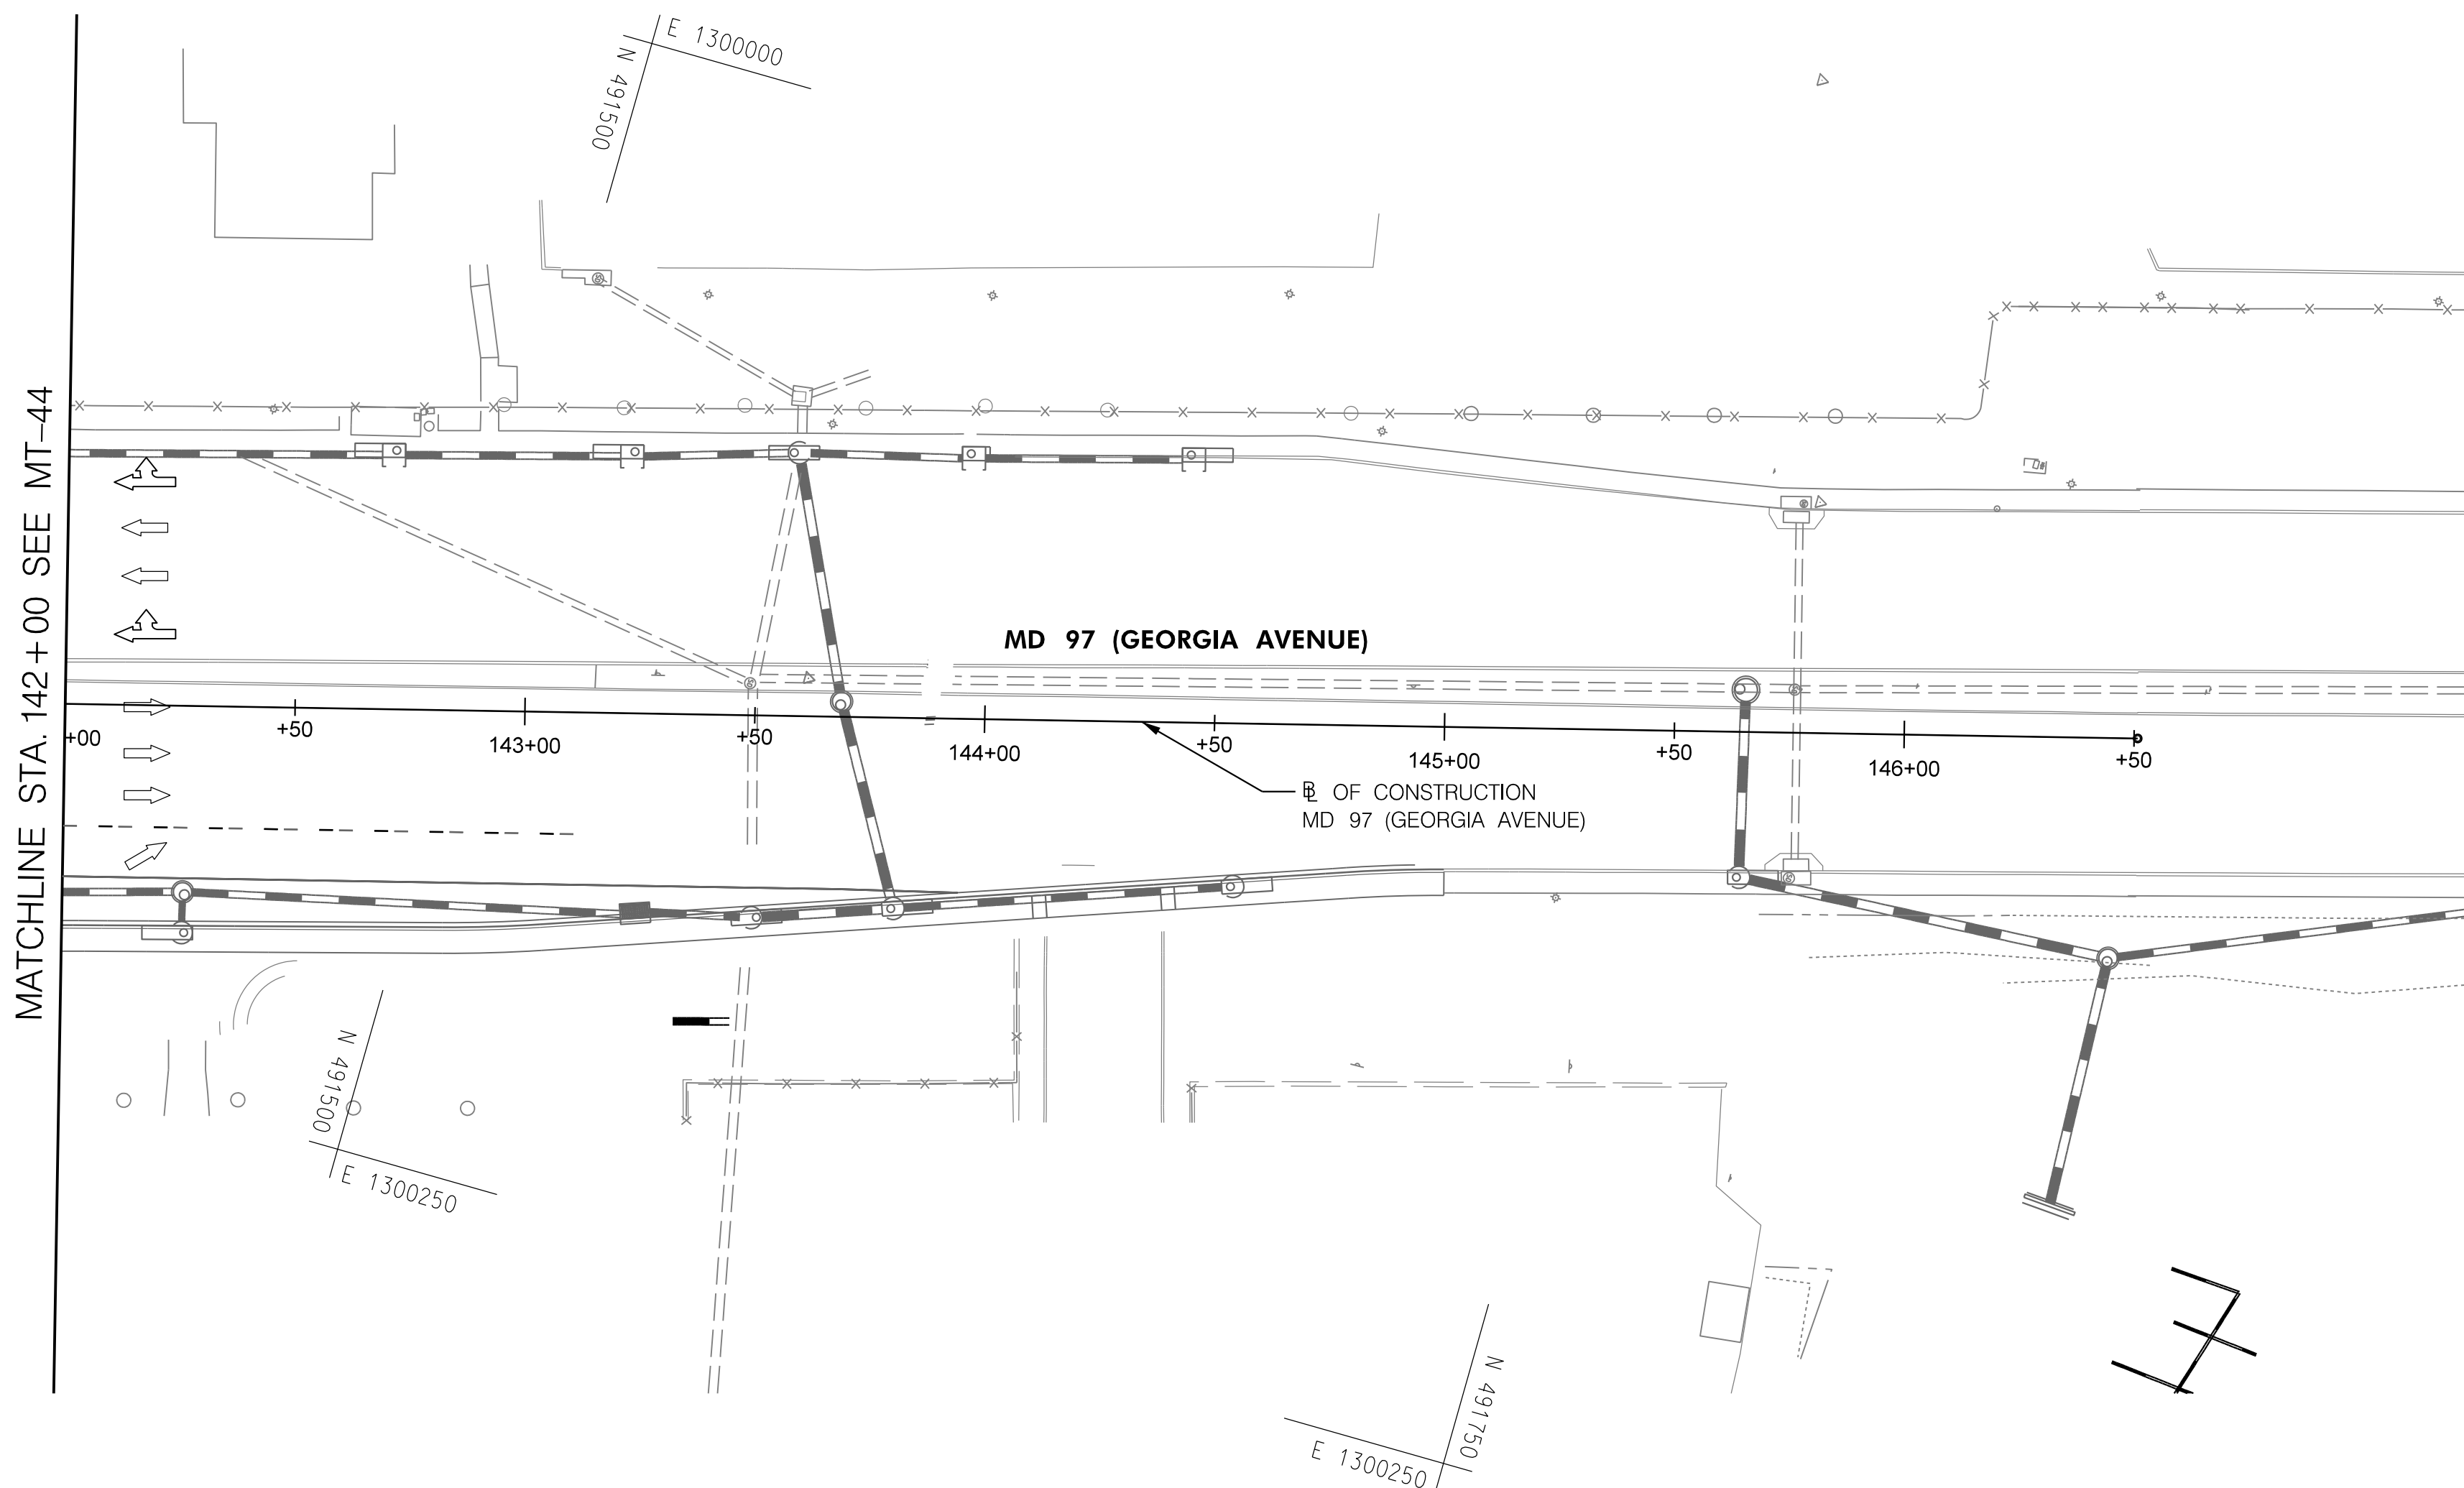 E 1300000
N 491500
MATCHLINE STA. 142+00 SEE MT-44
MD 97 (GEORGIA AVENUE)
+00
+50
143+00
+50
144+00
+50
145+00
+50
146+00
+50
BL OF CONSTRUCTION
MD 97 (GEORGIA AVENUE)
N 491500
E 1300250
N 491750
E 1300250